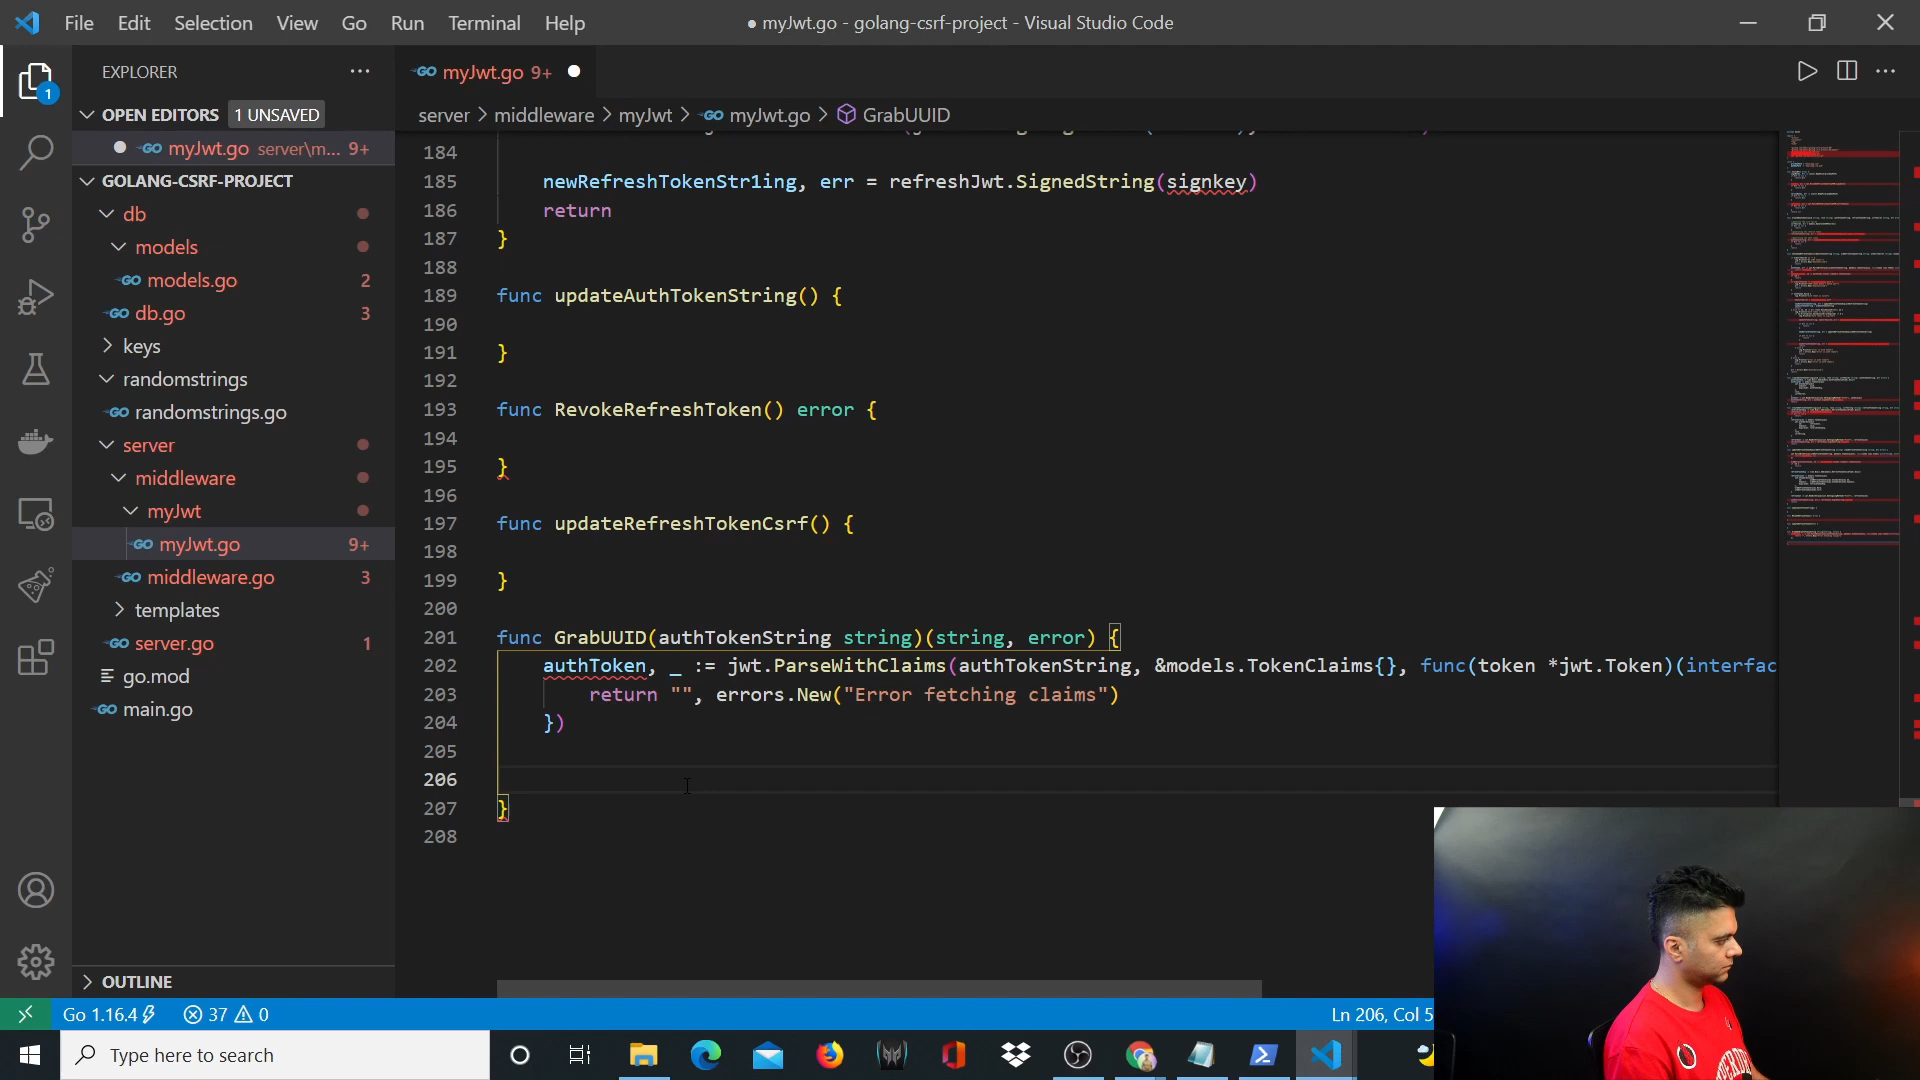 File Edit Selection View Go Run Terminal Help
● myJwt.go - golang-csrf-project - Visual Studio Code
EXPLORER
myJwt.go 9+
1
OPEN EDITORS 1 UNSAVED
server > middleware > myJwt > myJwt.go > GrabUUID
myJwt.go server\m... 9+
GOLANG-CSRF-PROJECT
db
models
models.go 2
db.go 3
keys
randomstrings
randomstrings.go
server
middleware
myJwt
myJwt.go 9+
middleware.go 3
templates
server.go 1
go.mod
main.go
OUTLINE
184
185 newRefreshTokenStr1ing, err = refreshJwt.SignedString(signkey)
186 return
187 }
188
189 func updateAuthTokenString() {
190
191 }
192
193 func RevokeRefreshToken() error {
194
195 }
196
197 func updateRefreshTokenCsrf() {
198
199 }
200
201 func GrabUUID(authTokenString string)(string, error) {
202 authToken, _ := jwt.ParseWithClaims(authTokenString, &models.TokenClaims{}, func(token *jwt.Token)(interfac
203 return "", errors.New("Error fetching claims")
204 })
205
206
207 }
208
Go 1.16.4 37 0
Ln 206, Col 5
Type here to search